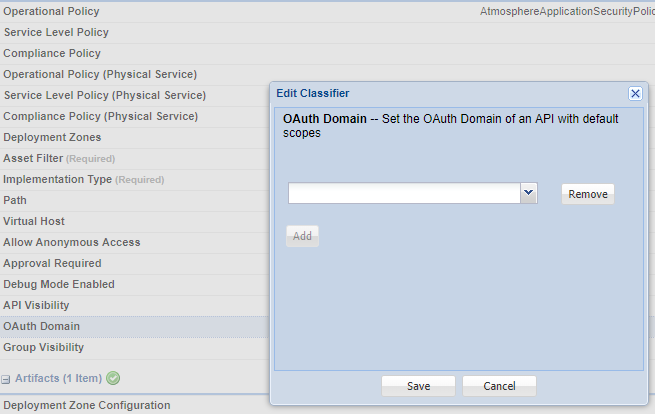 Operational Policy
AtmosphereApplicationSecurityPolic
Service Level Policy
Compliance Policy
Operational Policy (Physical Service)
Service Level Policy (Physical Service)
Compliance Policy (Physical Service)
Deployment Zones
Asset Filter (Required)
Implementation Type (Required)
Path
Virtual Host
Allow Anonymous Access
Approval Required
Debug Mode Enabled
API Visibility
OAuth Domain
Group Visibility
Artifacts (1 Item)
Deployment Zone Configuration
Edit Classifier
OAuth Domain -- Set the OAuth Domain of an API with default
scopes
Remove
Add
Save
Cancel